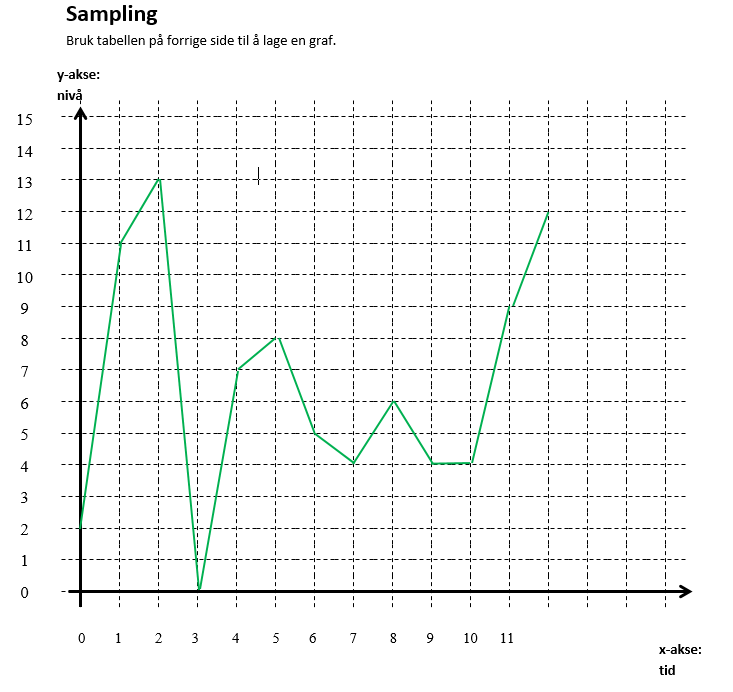 Sampling
Bruk tabellen på forrige side til å lage en graf.
y-akse:
nivå
15
14
13
12
11
10
9
8
7
6
5
4
3
2
1
0
0 1 2 3 4 5 6 7 8 9 10 11
x-akse:
tid